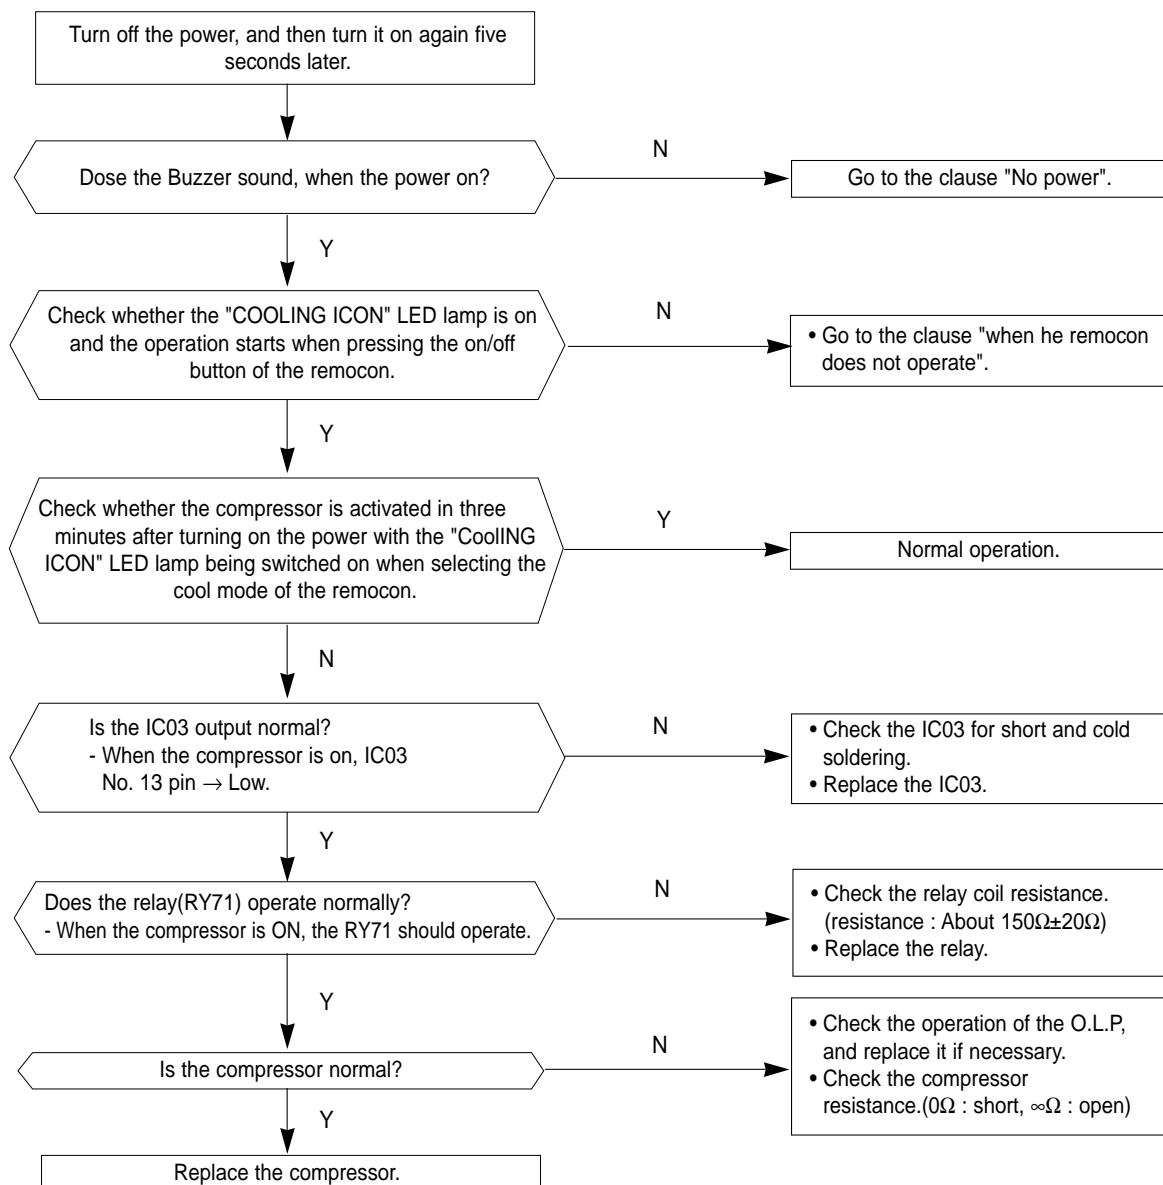 Turn off the power, and then turn it on again five
seconds later.
Dose the Buzzer sound, when the power on?
N
Go to the clause "No power".
Y
Check whether the "COOLING ICON" LED lamp is on
and the operation starts when pressing the on/off
button of the remocon.
N
• Go to the clause "when he remocon
does not operate".
Y
Check whether the compressor is activated in three
minutes after turning on the power with the "CoolING
ICON" LED lamp being switched on when selecting the
cool mode of the remocon.
Y
Normal operation.
N
Is the IC03 output normal?
- When the compressor is on, IC03
No. 13 pin → Low.
N
• Check the IC03 for short and cold
soldering.
• Replace the IC03.
Y
Does the relay(RY71) operate normally?
- When the compressor is ON, the RY71 should operate.
N
• Check the relay coil resistance.
(resistance : About 150Ω±20Ω)
• Replace the relay.
Y
Is the compressor normal?
N
• Check the operation of the O.L.P,
and replace it if necessary.
• Check the compressor
resistance.(0Ω : short, ∞Ω : open)
Y
Replace the compressor.